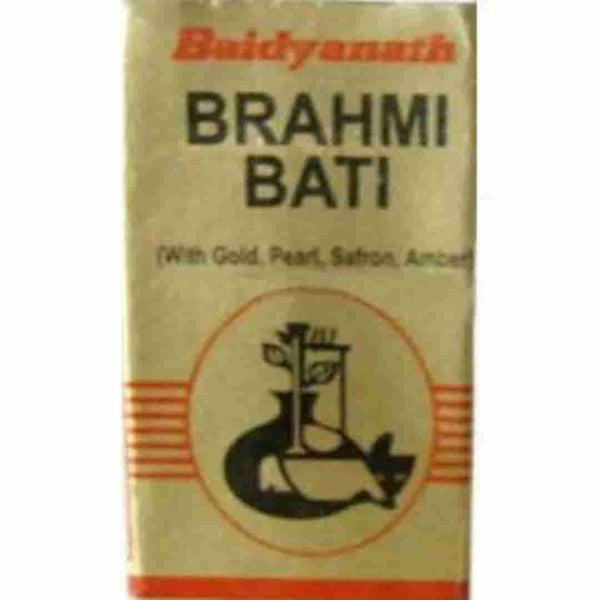 Baidyanath
BRAHMI
BATI
(With Gold, Pearl, Safron, Amber)